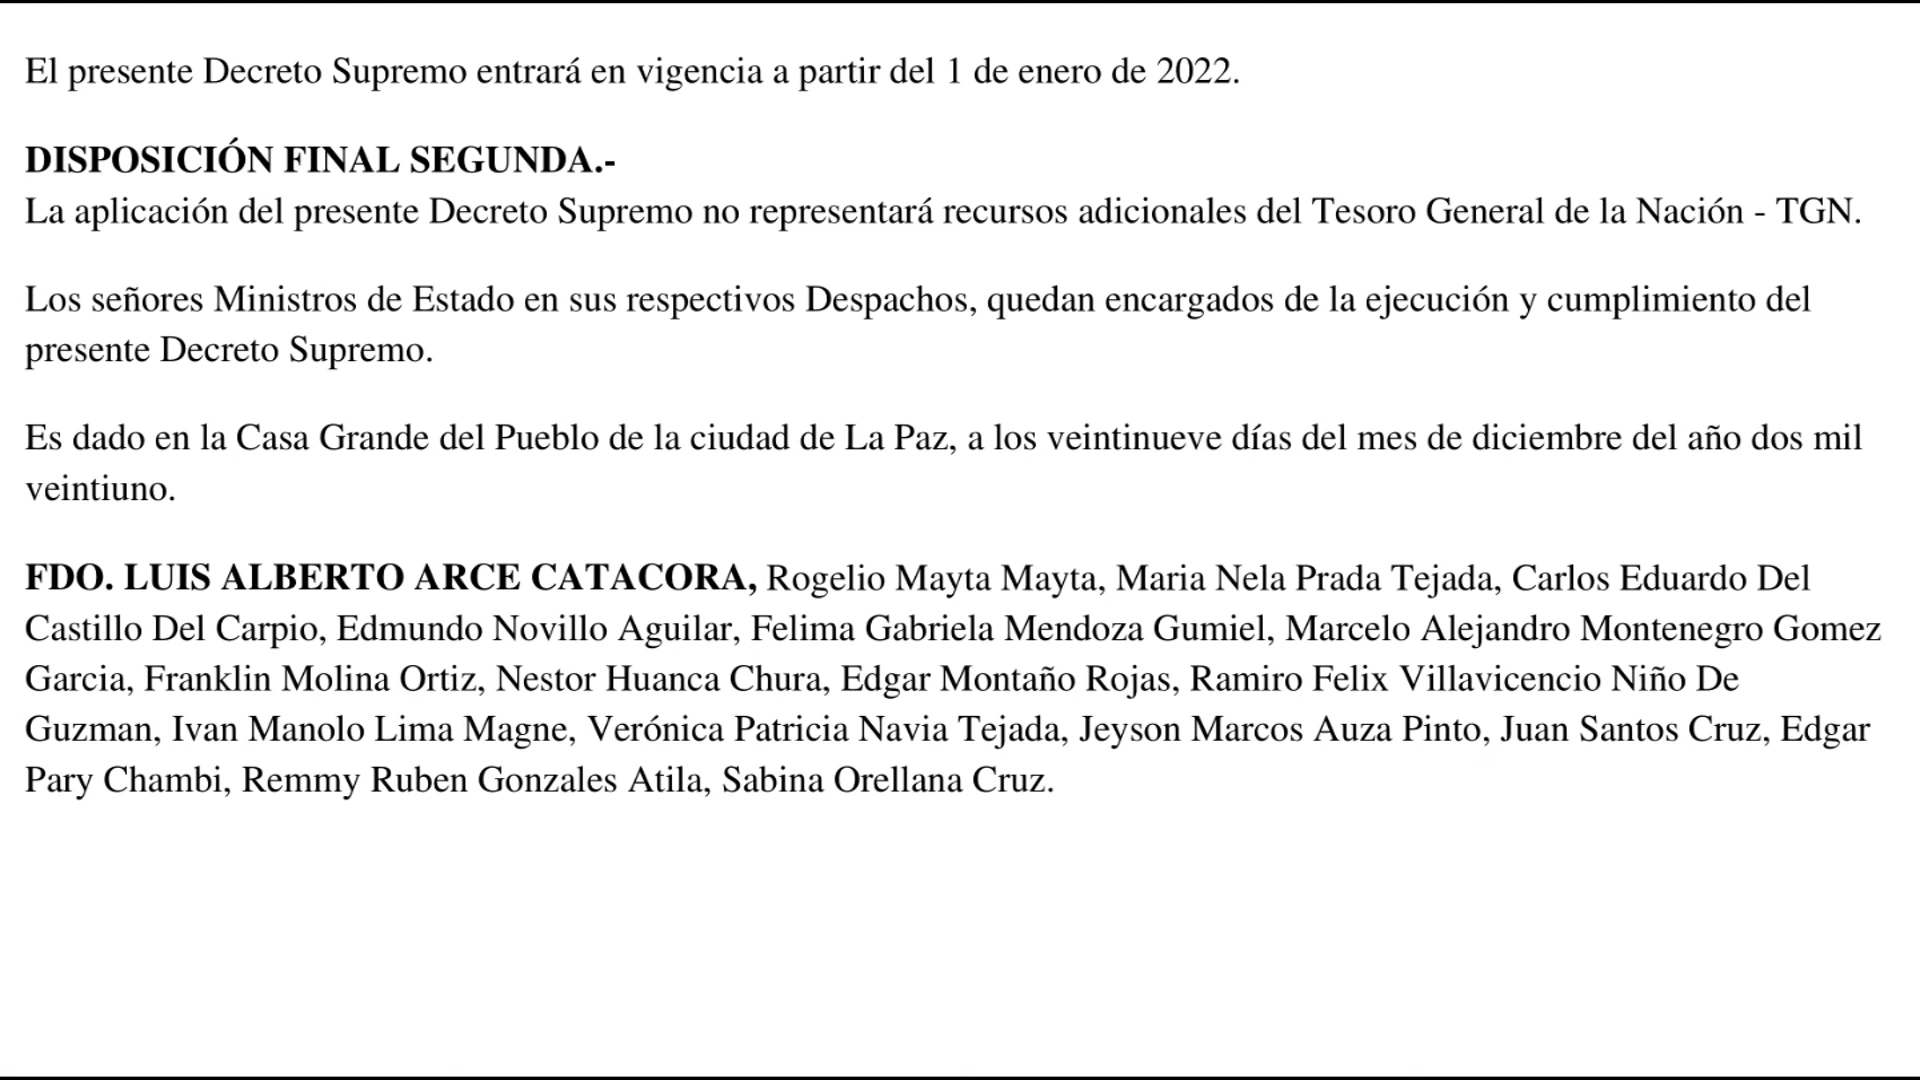 El presente Decreto Supremo entrará en vigencia a partir del 1 de enero de 2022.
DISPOSICIÓN FINAL SEGUNDA.-
La aplicación del presente Decreto Supremo no representará recursos adicionales del Tesoro General de la Nación - TGN.
Los señores Ministros de Estado en sus respectivos Despachos, quedan encargados de la ejecución y cumplimiento del
presente Decreto Supremo.
Es dado en la Casa Grande del Pueblo de la ciudad de La Paz, a los veintinueve días del mes de diciembre del año dos mil
veintiuno.
FDO. LUIS ALBERTO ARCE CATACORA, Rogelio Mayta Mayta, Maria Nela Prada Tejada, Carlos Eduardo Del
Castillo Del Carpio, Edmundo Novillo Aguilar, Felima Gabriela Mendoza Gumiel, Marcelo Alejandro Montenegro Gomez
Garcia, Franklin Molina Ortiz, Nestor Huanca Chura, Edgar Montaño Rojas, Ramiro Felix Villavicencio Niño De
Guzman, Ivan Manolo Lima Magne, Verónica Patricia Navia Tejada, Jeyson Marcos Auza Pinto, Juan Santos Cruz, Edgar
Pary Chambi, Remmy Ruben Gonzales Atila, Sabina Orellana Cruz.